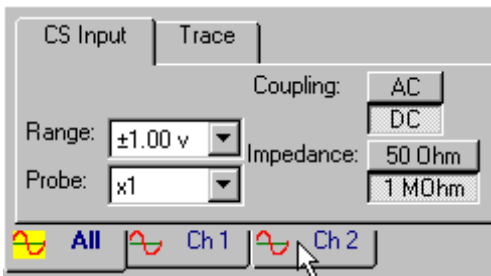 CS Input Trace
Coupling: AC
DC
Range: ±1.00 v
Impedance: 50 Ohm
Probe: x1
1 MOhm
All Ch 1 Ch 2